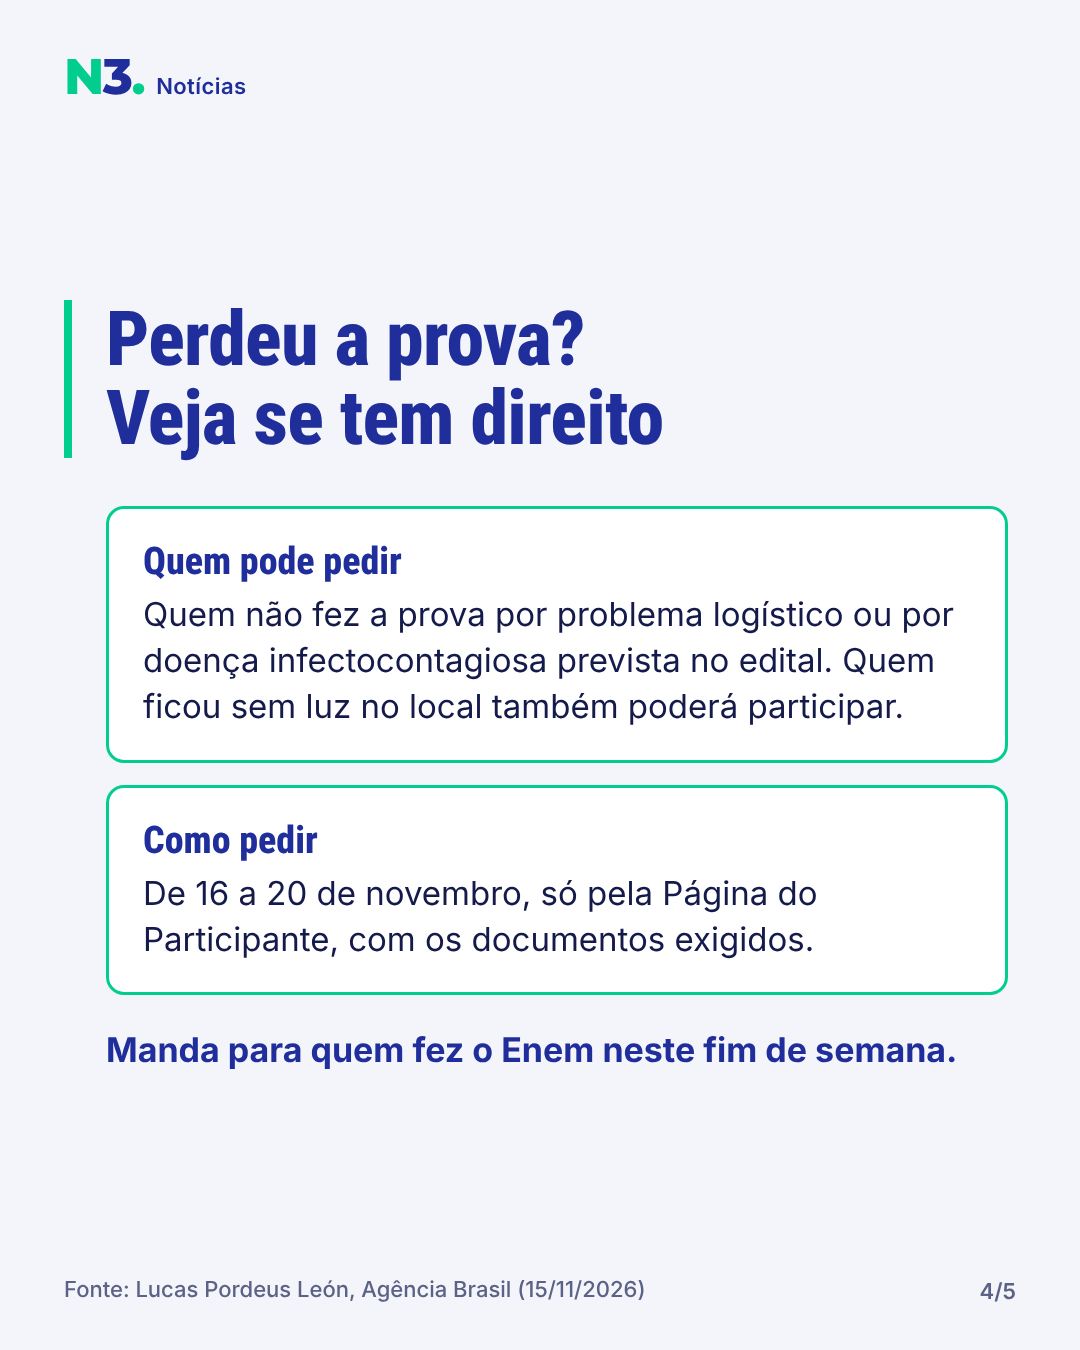 N3. Notícias
Perdeu a prova?
Veja se tem direito
Quem pode pedir
Quem não fez a prova por problema logístico ou por
doença infectocontagiosa prevista no edital. Quem
ficou sem luz no local também poderá participar.
Como pedir
De 16 a 20 de novembro, só pela Página do
Participante, com os documentos exigidos.
Manda para quem fez o Enem neste fim de semana.
Fonte: Lucas Pordeus León, Agência Brasil (15/11/2026)
4/5